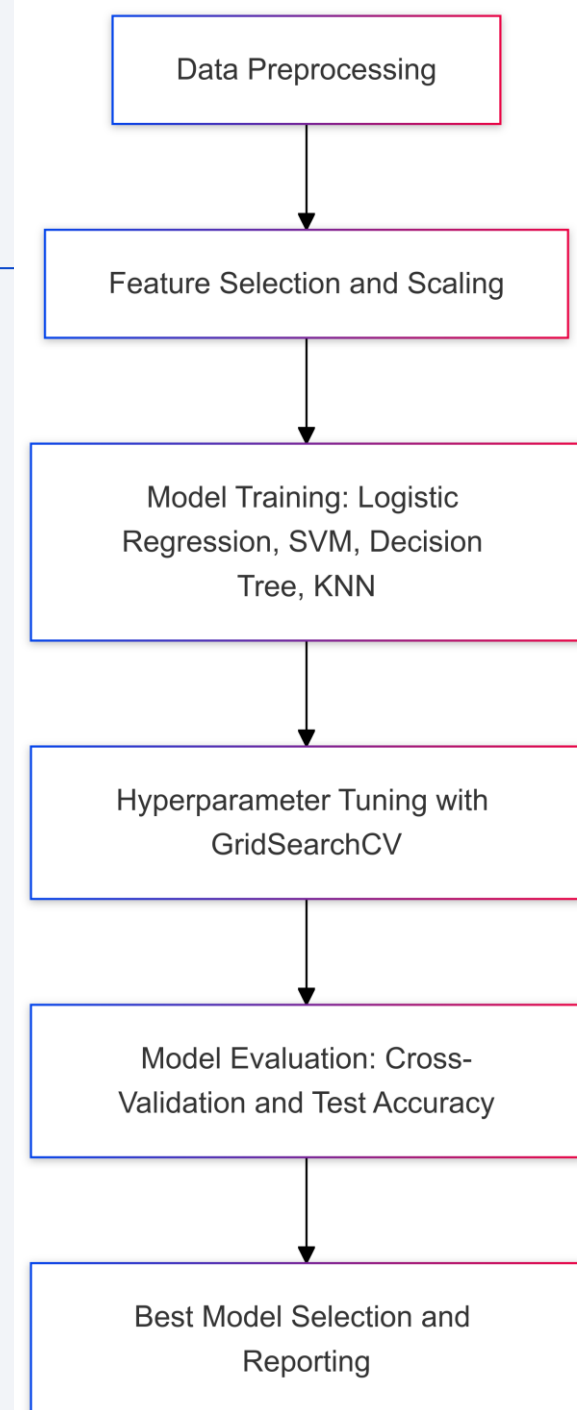 Data Preprocessing
Feature Selection and Scaling
Model Training: Logistic
Regression, SVM, Decision
Tree, KNN
Hyperparameter Tuning with
GridSearchCV
Model Evaluation: Cross-
Validation and Test Accuracy
Best Model Selection and
Reporting